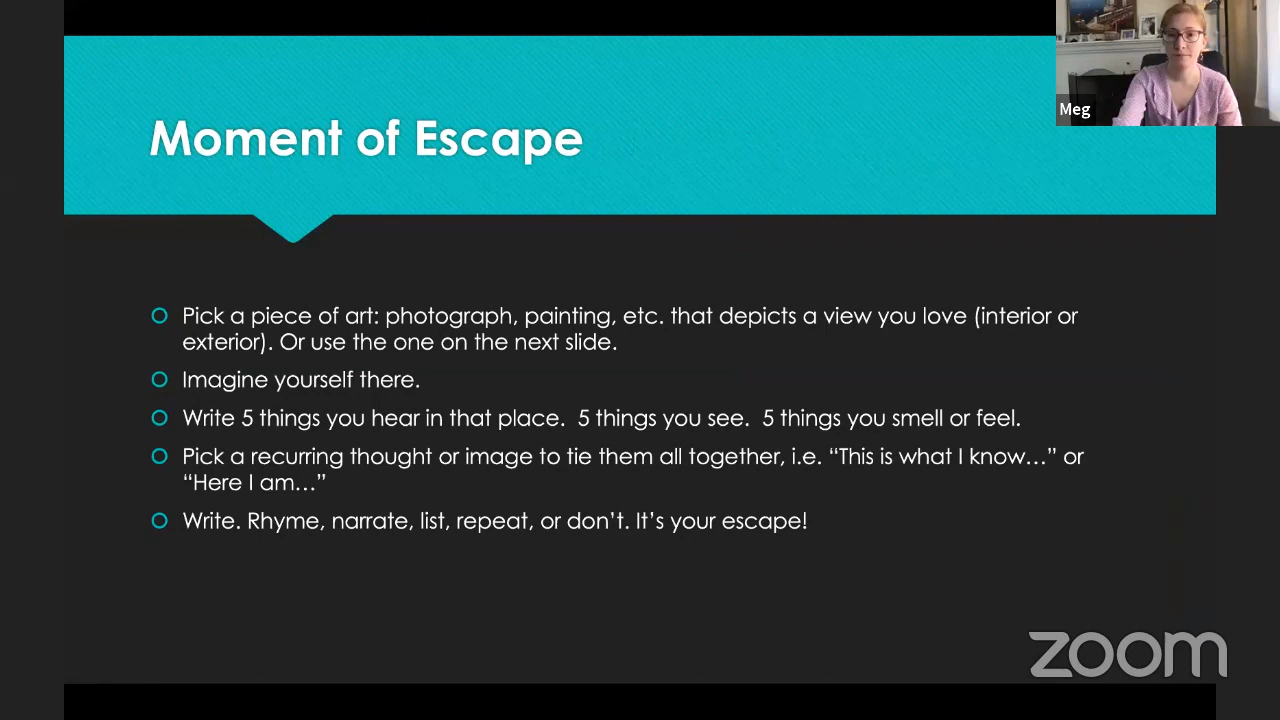 Meg
Moment of Escape
Pick a piece of art: photograph, painting, etc. that depicts a view you love (interior or
exterior). Or use the one on the next slide.
Imagine yourself there.
Write 5 things you hear in that place.  5 things you see.  5 things you smell or feel.
Pick a recurring thought or image to tie them all together, i.e. “This is what I know…” or
“Here I am…”
Write. Rhyme, narrate, list, repeat, or don’t. It’s your escape!
zoom